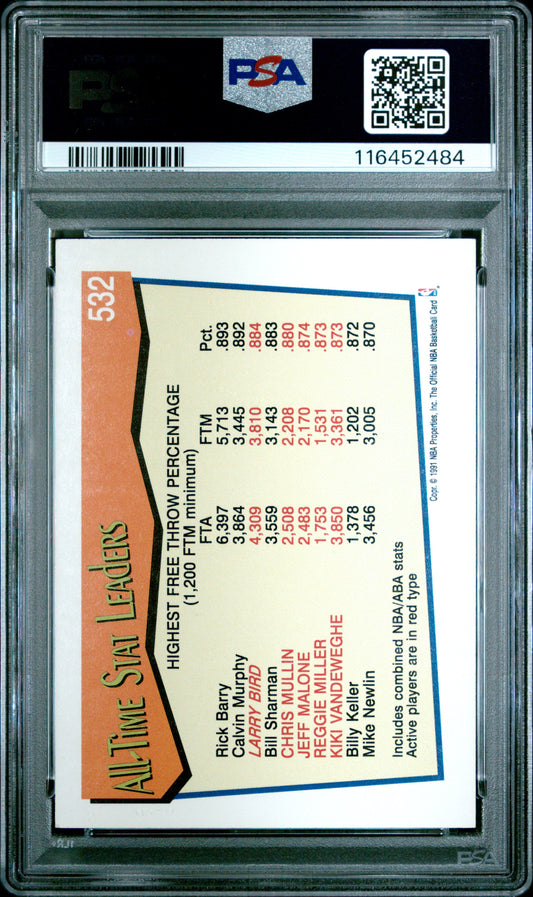 PSA
116452484
532
All-Time Stat Leaders
HIGHEST FREE THROW PERCENTAGE
(1,200 FTM minimum)
FTA FTM Pct.
Rick Barry 6,397 5,713 .893
Calvin Murphy 3,864 3,445 .892
LARRY BIRD 4,309 3,810 .884
Bill Sharman 3,559 3,143 .883
CHRIS MULLIN 2,508 2,208 .880
JEFF MALONE 2,483 2,170 .874
REGGIE MILLER 1,753 1,531 .873
KIKI VANDEWEGHE 3,850 3,361 .873
Billy Keller 1,378 1,202 .872
Mike Newlin 3,456 3,005 .870
Includes combined NBA/ABA stats
Active players are in red type
Copr. © 1991 NBA Properties, Inc. The Official NBA Basketball Card
PSA